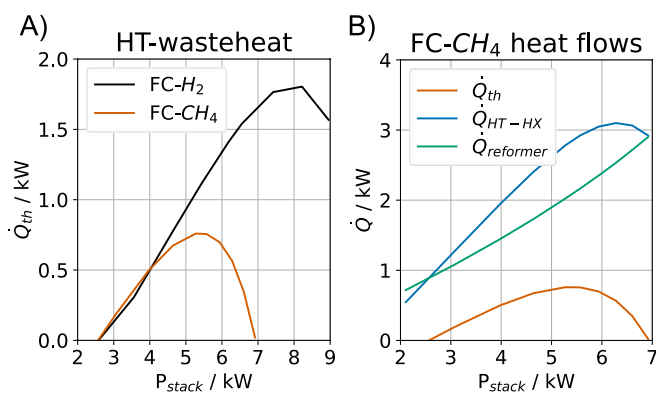 A)
HT-wasteheat
FC-H₂
FC-CH₄
2.0
1.5
1.0
0.5
0.0
Q̇th / kW
2 3 4 5 6 7 8 9
Pstack / kW
B)
FC-CH₄ heat flows
Q̇th
Q̇HT−HX
Q̇reformer
4
3
2
1
0
Q̇ / kW
2 3 4 5 6 7
Pstack / kW